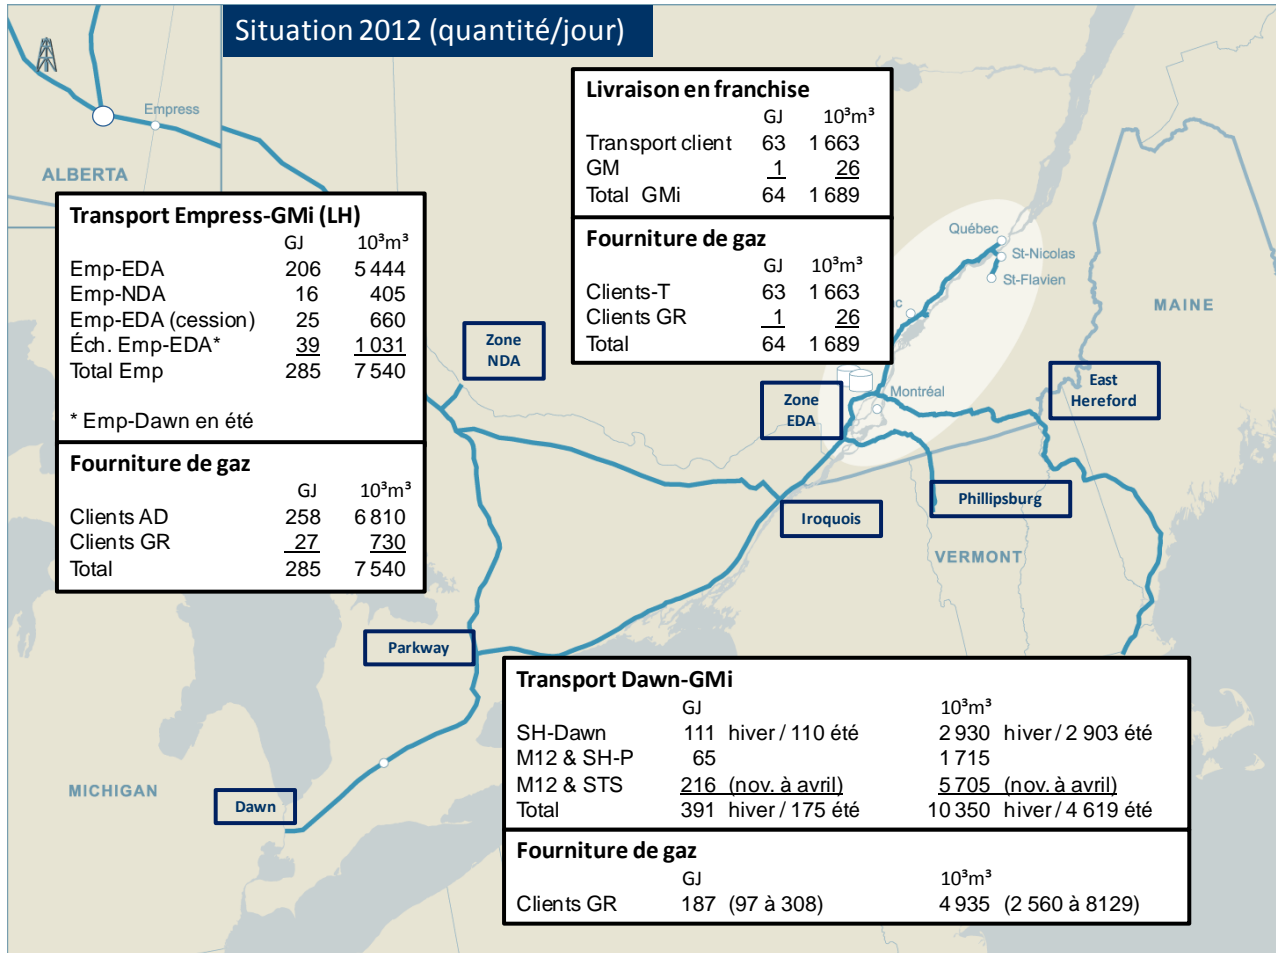 Situation 2012 (quantité/jour)
Empress
ALBERTA
Transport Empress-GMi (LH)
GJ 10³m³
Emp-EDA 206 5 444
Emp-NDA 16 405
Emp-EDA (cession) 25 660
Éch. Emp-EDA* 39 1 031
Total Emp 285 7 540
* Emp-Dawn en été
Fourniture de gaz
GJ 10³m³
Clients AD 258 6 810
Clients GR 27 730
Total 285 7 540
Livraison en franchise
GJ 10³m³
Transport client 63 1 663
GM 1 26
Total GMi 64 1 689
Fourniture de gaz
GJ 10³m³
Clients-T 63 1 663
Clients GR 1 26
Total 64 1 689
Québec
St-Nicolas
St-Flavien
MAINE
Zone
NDA
Zone
EDA
Montréal
East
Hereford
Iroquois
Phillipsburg
VERMONT
Parkway
MICHIGAN
Dawn
Transport Dawn-GMi
GJ 10³m³
SH-Dawn 111 hiver / 110 été 2 930 hiver / 2 903 été
M12 & SH-P 65 1 715
M12 & STS 216 (nov. à avril) 5 705 (nov. à avril)
Total 391 hiver / 175 été 10 350 hiver / 4 619 été
Fourniture de gaz
GJ 10³m³
Clients GR 187 (97 à 308) 4 935 (2 560 à 8129)